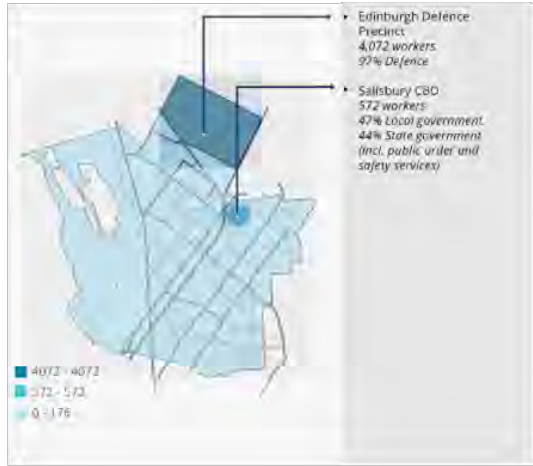 Edinburgh Defence
Precinct
4,072 workers
97% Defence
Salisbury CBD
572 workers
47% Local government
44% State government
(incl. public order and
safety services)
4072 - 4072
572 - 572
0 - 176